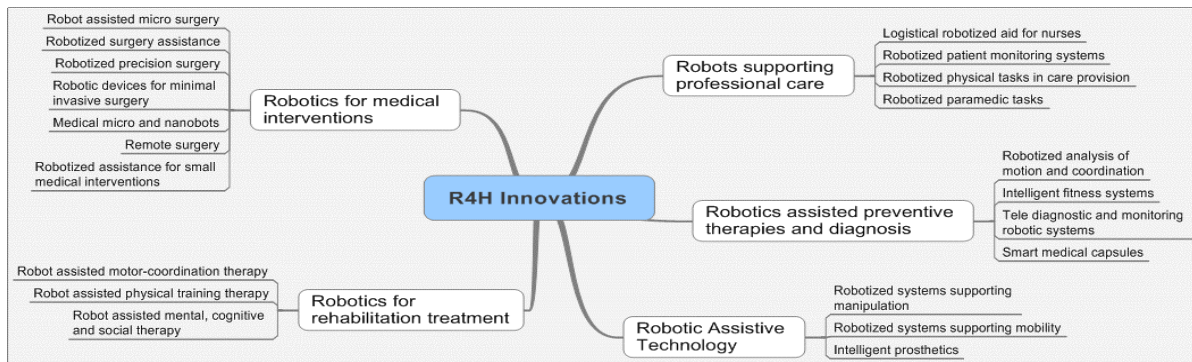 Robot assisted micro surgery
Robotized surgery assistance
Robotized precision surgery
Robotic devices for minimal
invasive surgery
Medical micro and nanobots
Remote surgery
Robotized assistance for small
medical interventions
Robotics for medical
interventions
Robot assisted motor-coordination therapy
Robot assisted physical training therapy
Robot assisted mental, cognitive
and social therapy
Robotics for
rehabilitation treatment
R4H Innovations
Robots supporting
professional care
Logistical robotized aid for nurses
Robotized patient monitoring systems
Robotized physical tasks in care provision
Robotized paramedic tasks
Robotics assisted preventive
therapies and diagnosis
Robotized analysis of
motion and coordination
Intelligent fitness systems
Tele diagnostic and monitoring
robotic systems
Smart medical capsules
Robotic Assistive
Technology
Robotized systems supporting
manipulation
Robotized systems supporting mobility
Intelligent prosthetics